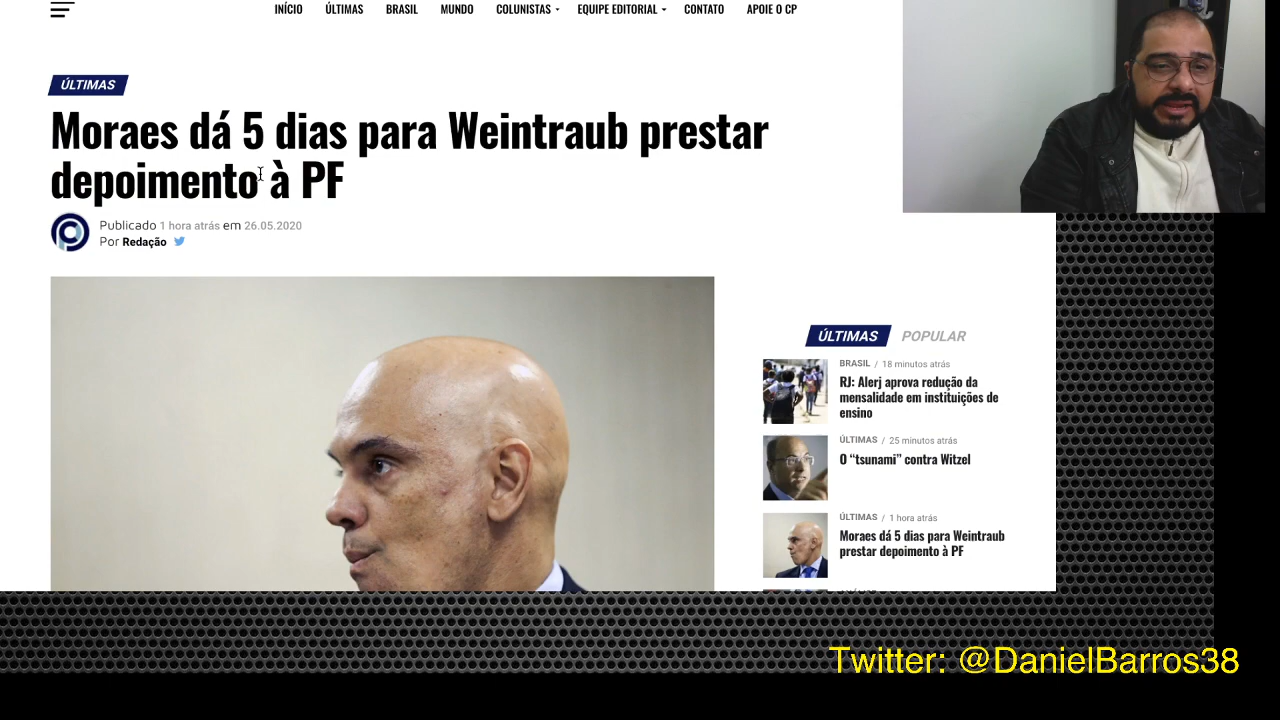 INÍCIO ÚLTIMAS BRASIL MUNDO COLUNISTAS EQUIPE EDITORIAL CONTATO APOIE O CP
ÚLTIMAS
Moraes dá 5 dias para Weintraub prestar
depoimento à PF
Publicado 1 hora atrás em 26.05.2020
Por Redação
ÚLTIMAS POPULAR
BRASIL / 18 minutos atrás
RJ: Alerj aprova redução da
mensalidade em instituições de
ensino
ÚLTIMAS / 25 minutos atrás
O “tsunami” contra Witzel
ÚLTIMAS / 1 hora atrás
Moraes dá 5 dias para Weintraub
prestar depoimento à PF
Twitter: @DanielBarros38